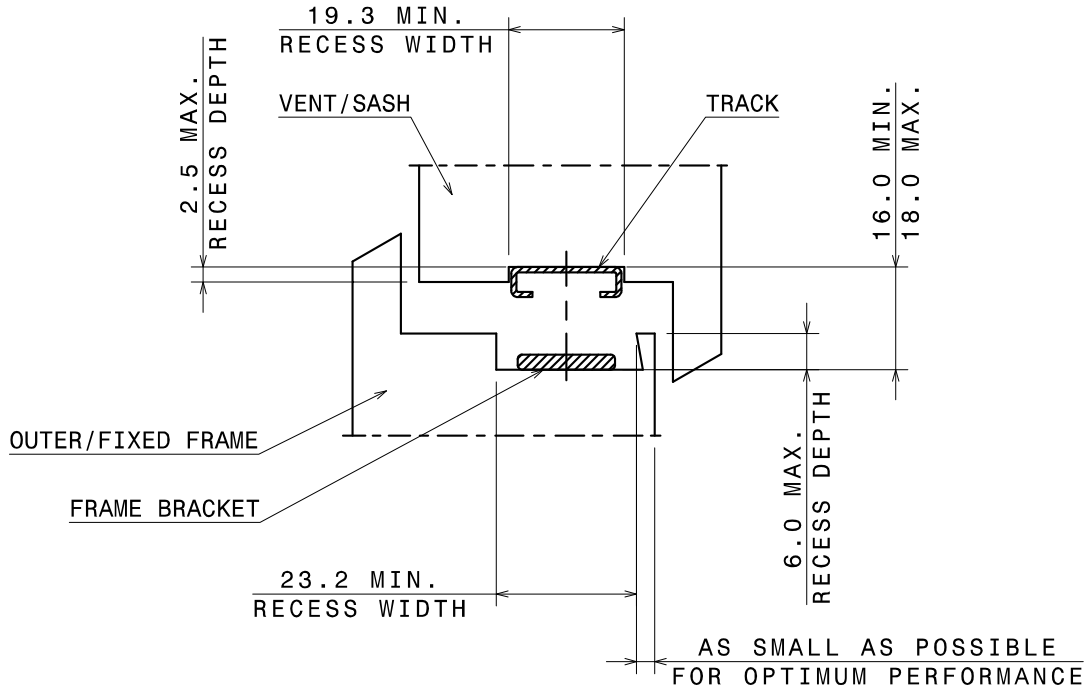 19.3 MIN.
RECESS WIDTH
2.5 MAX.
RECESS DEPTH
VENT/SASH
TRACK
16.0 MIN.
18.0 MAX.
OUTER/FIXED FRAME
FRAME BRACKET
6.0 MAX.
RECESS DEPTH
23.2 MIN.
RECESS WIDTH
AS SMALL AS POSSIBLE
FOR OPTIMUM PERFORMANCE